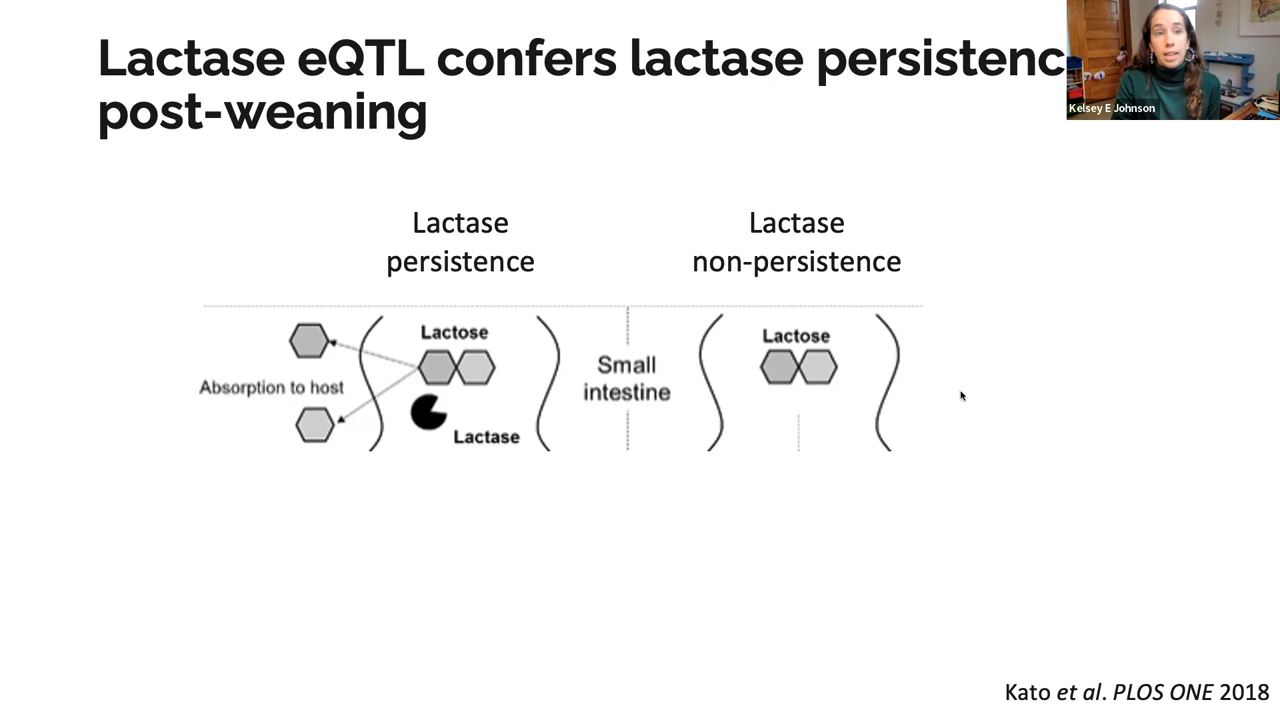 Lactase eQTL confers lactase persistenc
post-weaning
Kelsey E Johnson
Lactase
persistence
Lactase
non-persistence
Lactose
Absorption to host
Lactase
Small
intestine
Lactose
Kato et al. PLOS ONE 2018